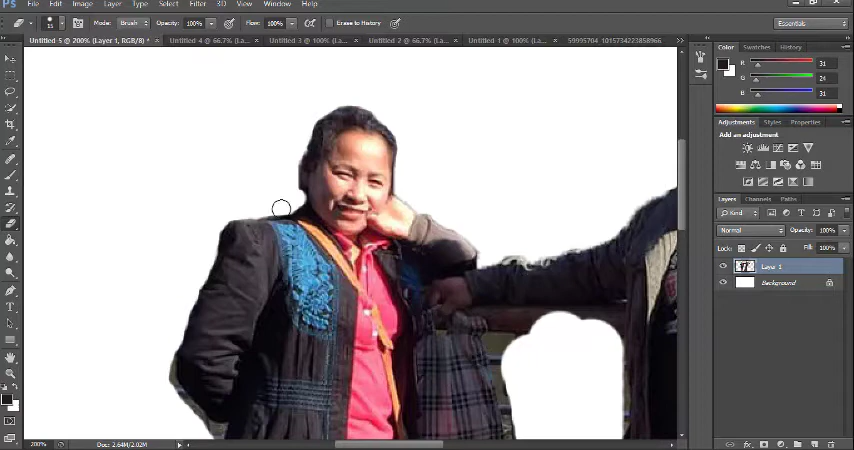 PS File Edit Image Layer Type Select Filter 3D View Window Help
Mode: Brush Opacity: 100% Flow: 100% Erase to History Essentials
Untitled-5 @ 200% (Layer 1, RGB/8) * × Untitled-4 @ 66.7% (La... × Untitled-3 @ 100% (La... × Untitled-2 @ 66.7% (La... × Untitled-1 @ 100% (La... × 59995704_1015734223858966
Color Swatches History
R 31
G 24
B 31
Adjustments Styles Properties
Add an adjustment
Layers Channels Paths
Kind
Normal Opacity: 100%
Lock: Fill: 100%
Layer 1
Background
200% Doc: 2.64M/2.02M